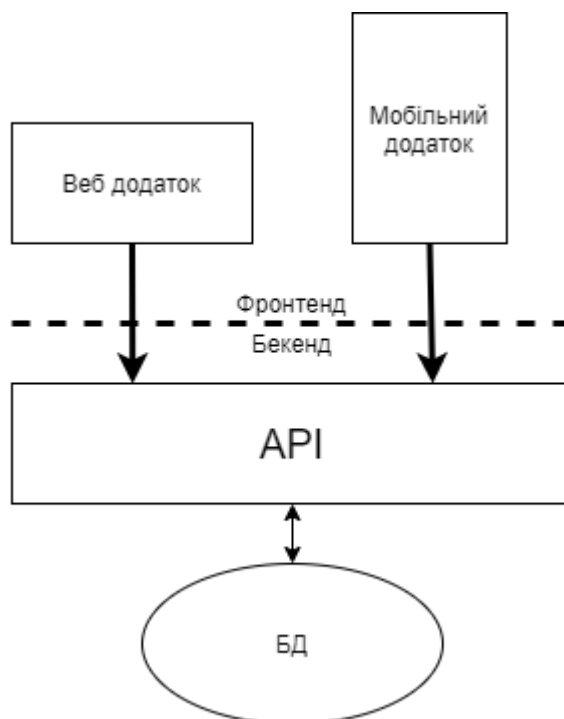 Мобільний
додаток
Веб додаток
Фронтенд
Бекенд
API
БД